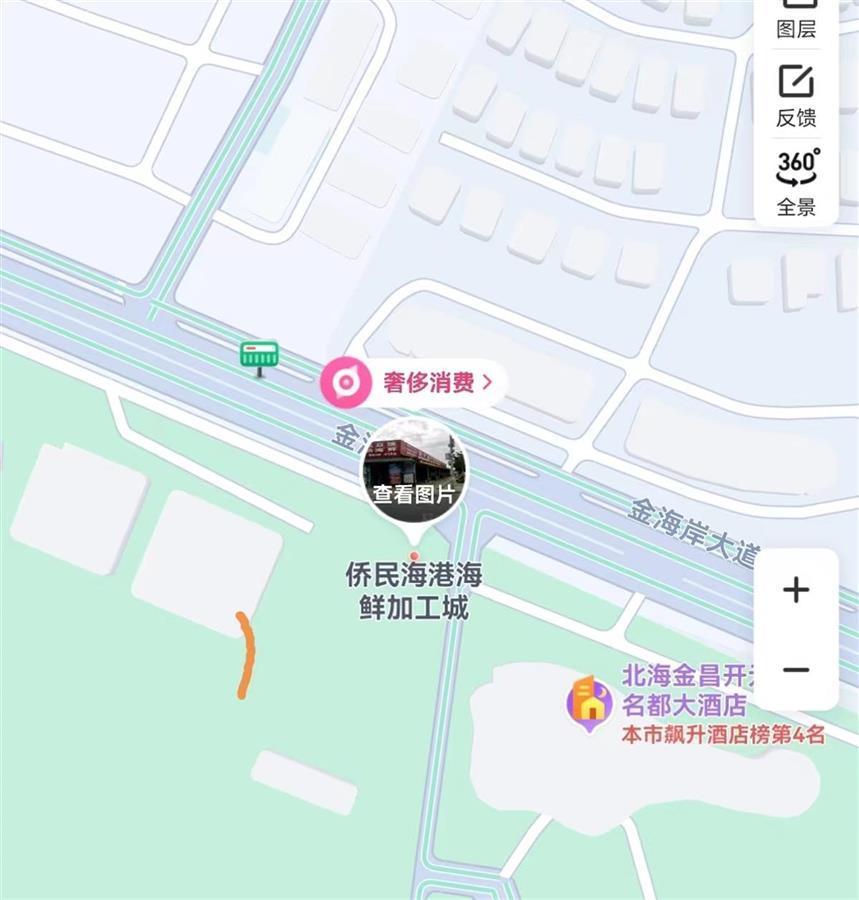 图层
反馈
360°
全景
奢侈消费
金海
查看图片
金海岸大道
侨民海港海
鲜加工城
北海金昌开元
名都大酒店
本市飙升酒店榜第4名